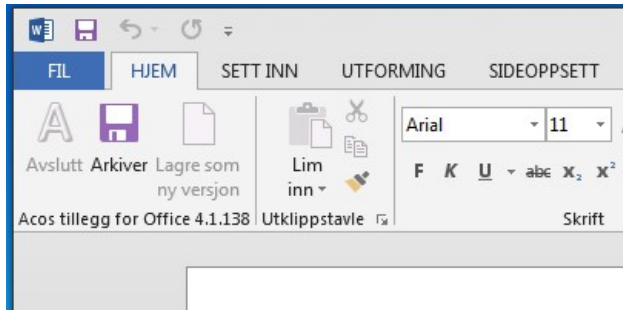 FIL HJEM SETT INN UTFORMING SIDEOPPSETT
Avslutt Arkiver Lagre som
ny versjon
Lim
inn
Arial 11
F K U abc X₂ X²
Acos tillegg for Office 4.1.138 Utklippstavle Skrift